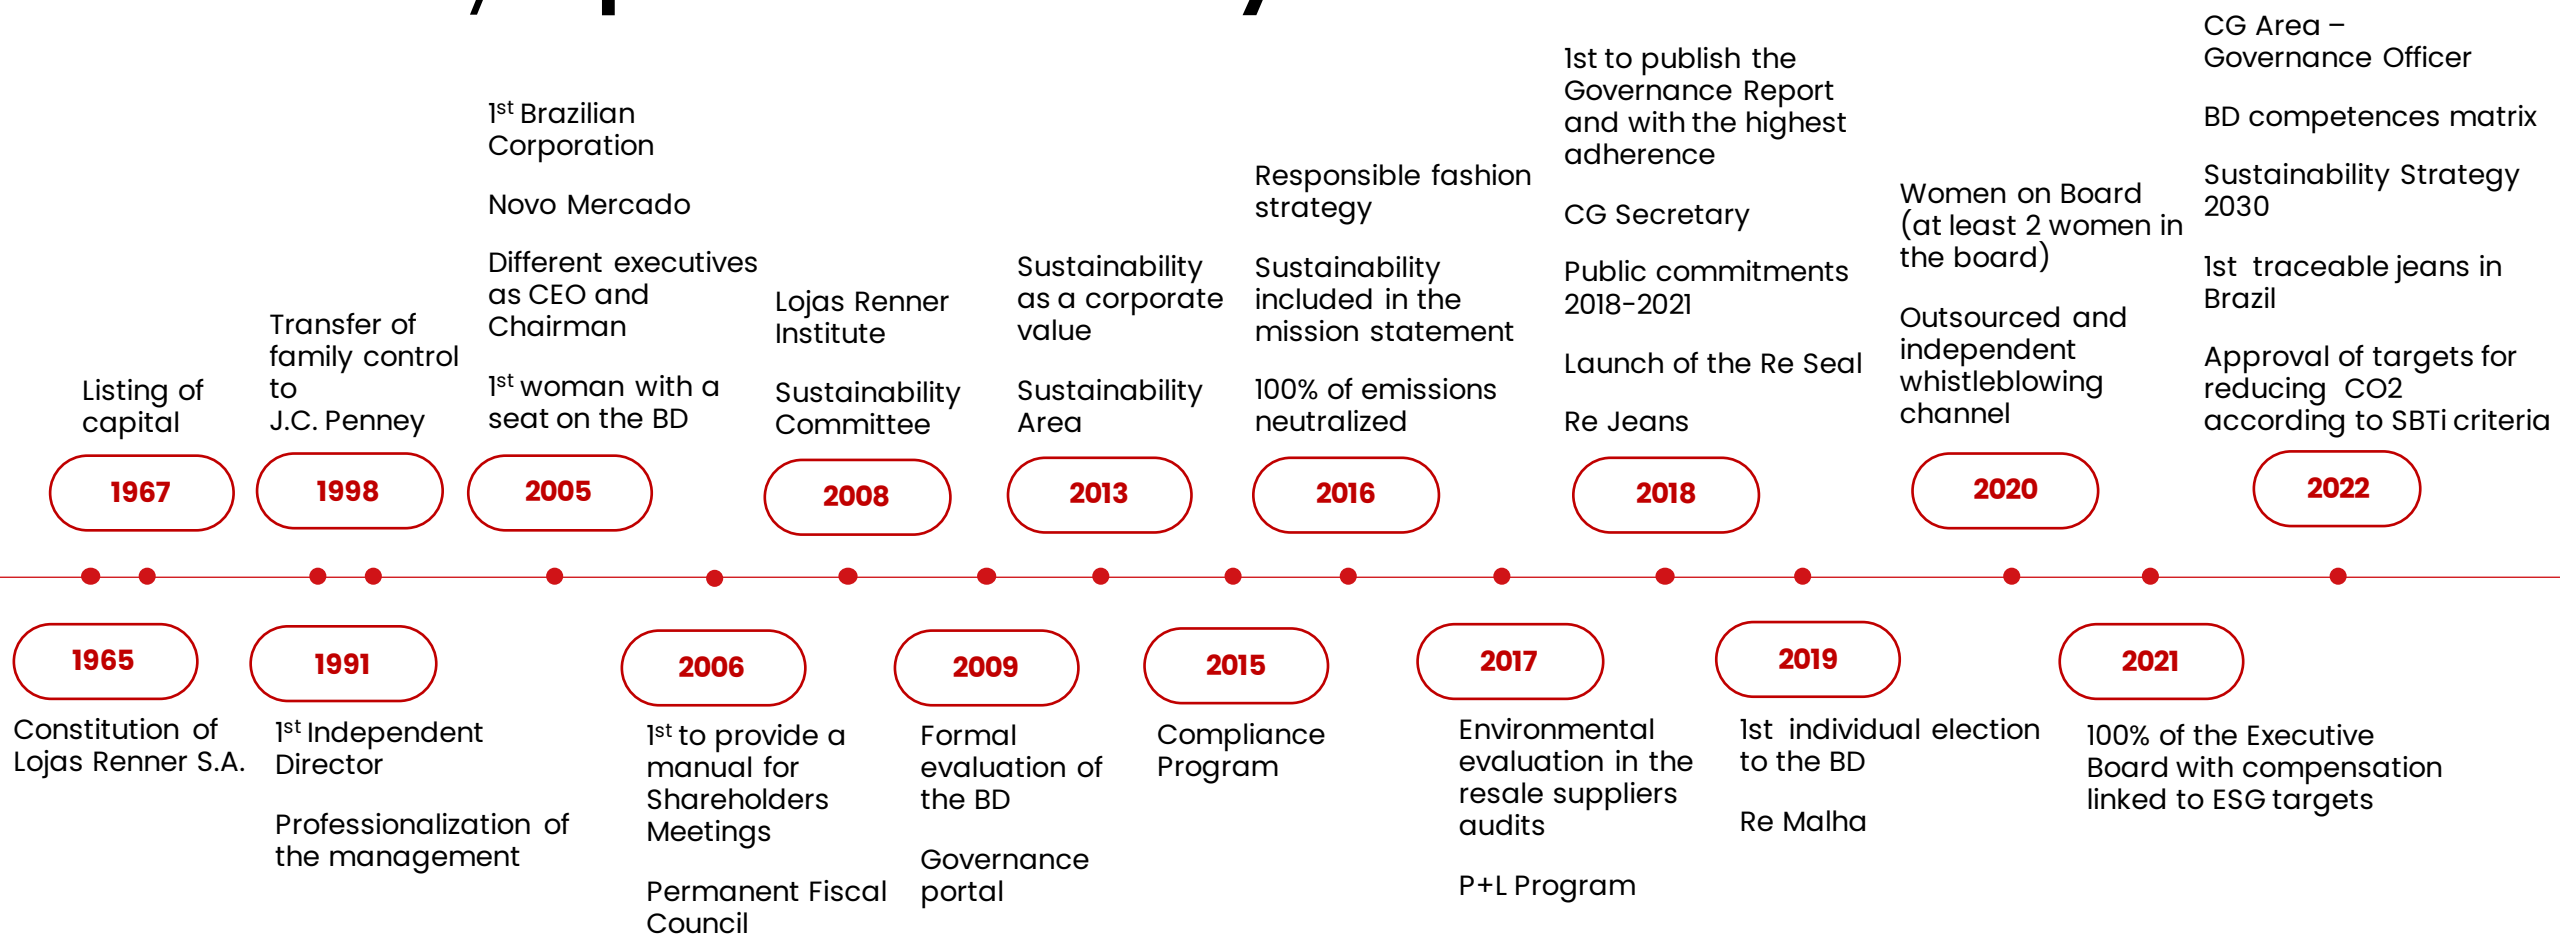 Listing of
capital
1967
Transfer of
family control
to
J.C. Penney
1998
1st Brazilian
Corporation
Novo Mercado
Different executives
as CEO and
Chairman
1st woman with a
seat on the BD
2005
Lojas Renner
Institute
Sustainability
Committee
2008
Sustainability
as a corporate
value
Sustainability
Area
2013
Responsible fashion
strategy
Sustainability
included in the
mission statement
100% of emissions
neutralized
2016
1st to publish the
Governance Report
and with the highest
adherence
CG Secretary
Public commitments
2018-2021
Launch of the Re Seal
Re Jeans
2018
Women on Board
(at least 2 women in
the board)
Outsourced and
independent
whistleblowing
channel
2020
CG Area –
Governance Officer
BD competences matrix
Sustainability Strategy
2030
1st traceable jeans in
Brazil
Approval of targets for
reducing CO2
according to SBTi criteria
2022
1965
Constitution of
Lojas Renner S.A.
1991
1st Independent
Director
Professionalization of
the management
2006
1st to provide a
manual for
Shareholders
Meetings
Permanent Fiscal
Council
2009
Formal
evaluation of
the BD
Governance
portal
2015
Compliance
Program
2017
Environmental
evaluation in the
resale suppliers
audits
P+L Program
2019
1st individual election
to the BD
Re Malha
2021
100% of the Executive
Board with compensation
linked to ESG targets